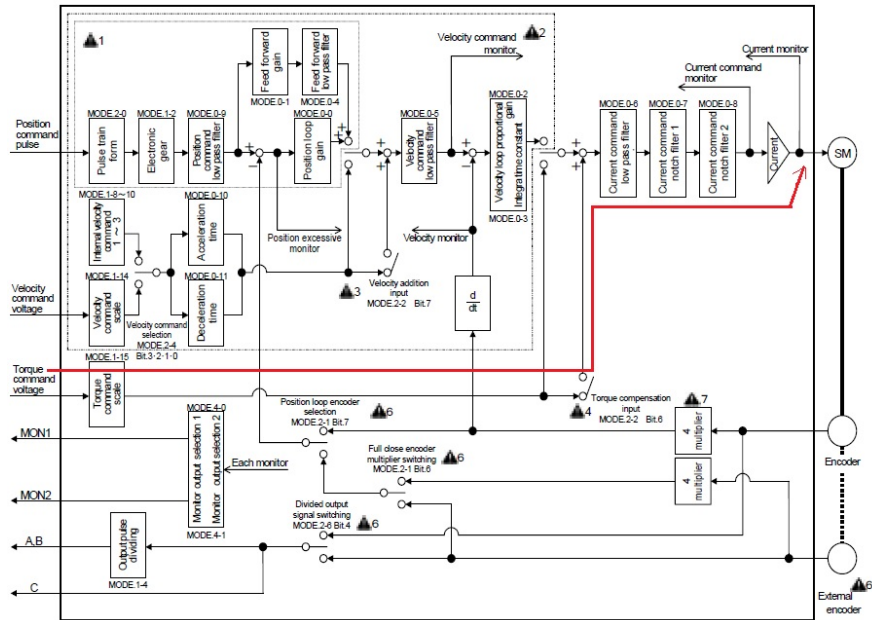 1
2
Velocity command
monitor
Current monitor
Current command
monitor
Feed forward
gain
Feed forward
low pass filter
MODE.0-1
MODE.0-4
MODE.2-0
MODE.1-2
MODE.0-9
MODE.0-0
MODE.0-5
MODE.0-2
MODE.0-6
MODE.0-7
MODE.0-8
Position
command
pulse
Pulse train
form
Electronic
gear
Position
command
low pass filter
+
−
Position loop
gain
+
+
+
+
−
Velocity
command
low pass filter
+
−
Velocity loop proportional
gain
Integra time constant
MODE.0-3
+
+
Current command
low pass filter
Current command
notch filter 1
Current command
notch filter 2
Current
SM
MODE.1-8~10
Internal velocity
command
1 ~ 3
MODE.0-10
Acceleration
time
Position excessive
monitor
Velocity monitor
MODE.1-14
MODE.0-11
Velocity
command
voltage
Velocity
command
scale
Deceleration
time
Velocity command
selection
MODE.2-4
Bit.3·2·1·0
3
Velocity addition
input
MODE.2-2 Bit.7
d
dt
Torque
command
voltage
MODE.1-15
Torque
command
scale
4
Torque compensation
input
MODE.2-2 Bit.6
7
MON1
MODE.4-0
Position loop encoder
selection
MODE.2-1 Bit.7
6
4
multiplier
Encoder
Monitor output selection 1
Monitor output selection 2
Each monitor
Full close encoder
multiplier switching
MODE.2-1 Bit.6
6
4
multiplier
MON2
MODE.4-1
Divided output
signal switching
MODE.2-6 Bit.4
6
A,B
Output pulse
dividing
MODE.1-4
C
External
encoder
6